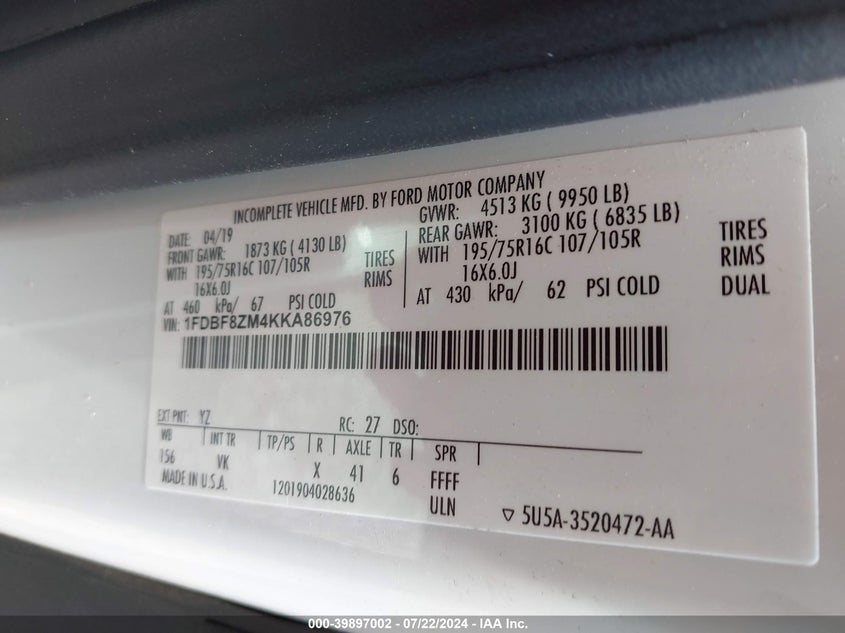 INCOMPLETE VEHICLE MFD. BY FORD MOTOR COMPANY
DATE: 04/19 GVWR: 4513 KG ( 9950 LB)
FRONT GAWR: 1873 KG ( 4130 LB) REAR GAWR: 3100 KG ( 6835 LB)
WITH 195/75R16C 107/105R TIRES WITH 195/75R16C 107/105R TIRES
16X6.0J RIMS 16X6.0J RIMS
AT 460 kPa/ 67 PSI COLD AT 430 kPa/ 62 PSI COLD DUAL
VIN: 1FDBF8ZM4KKA86976
EXT PNT: YZ RC: 27 DSO:
WB INT TR TP/PS R AXLE TR SPR
156 VK X 41 6 FFFF
MADE IN U.S.A. 1201904028636 ULN
▽ 5U5A-3520472-AA
000-39897002 - 07/22/2024 - IAA Inc.